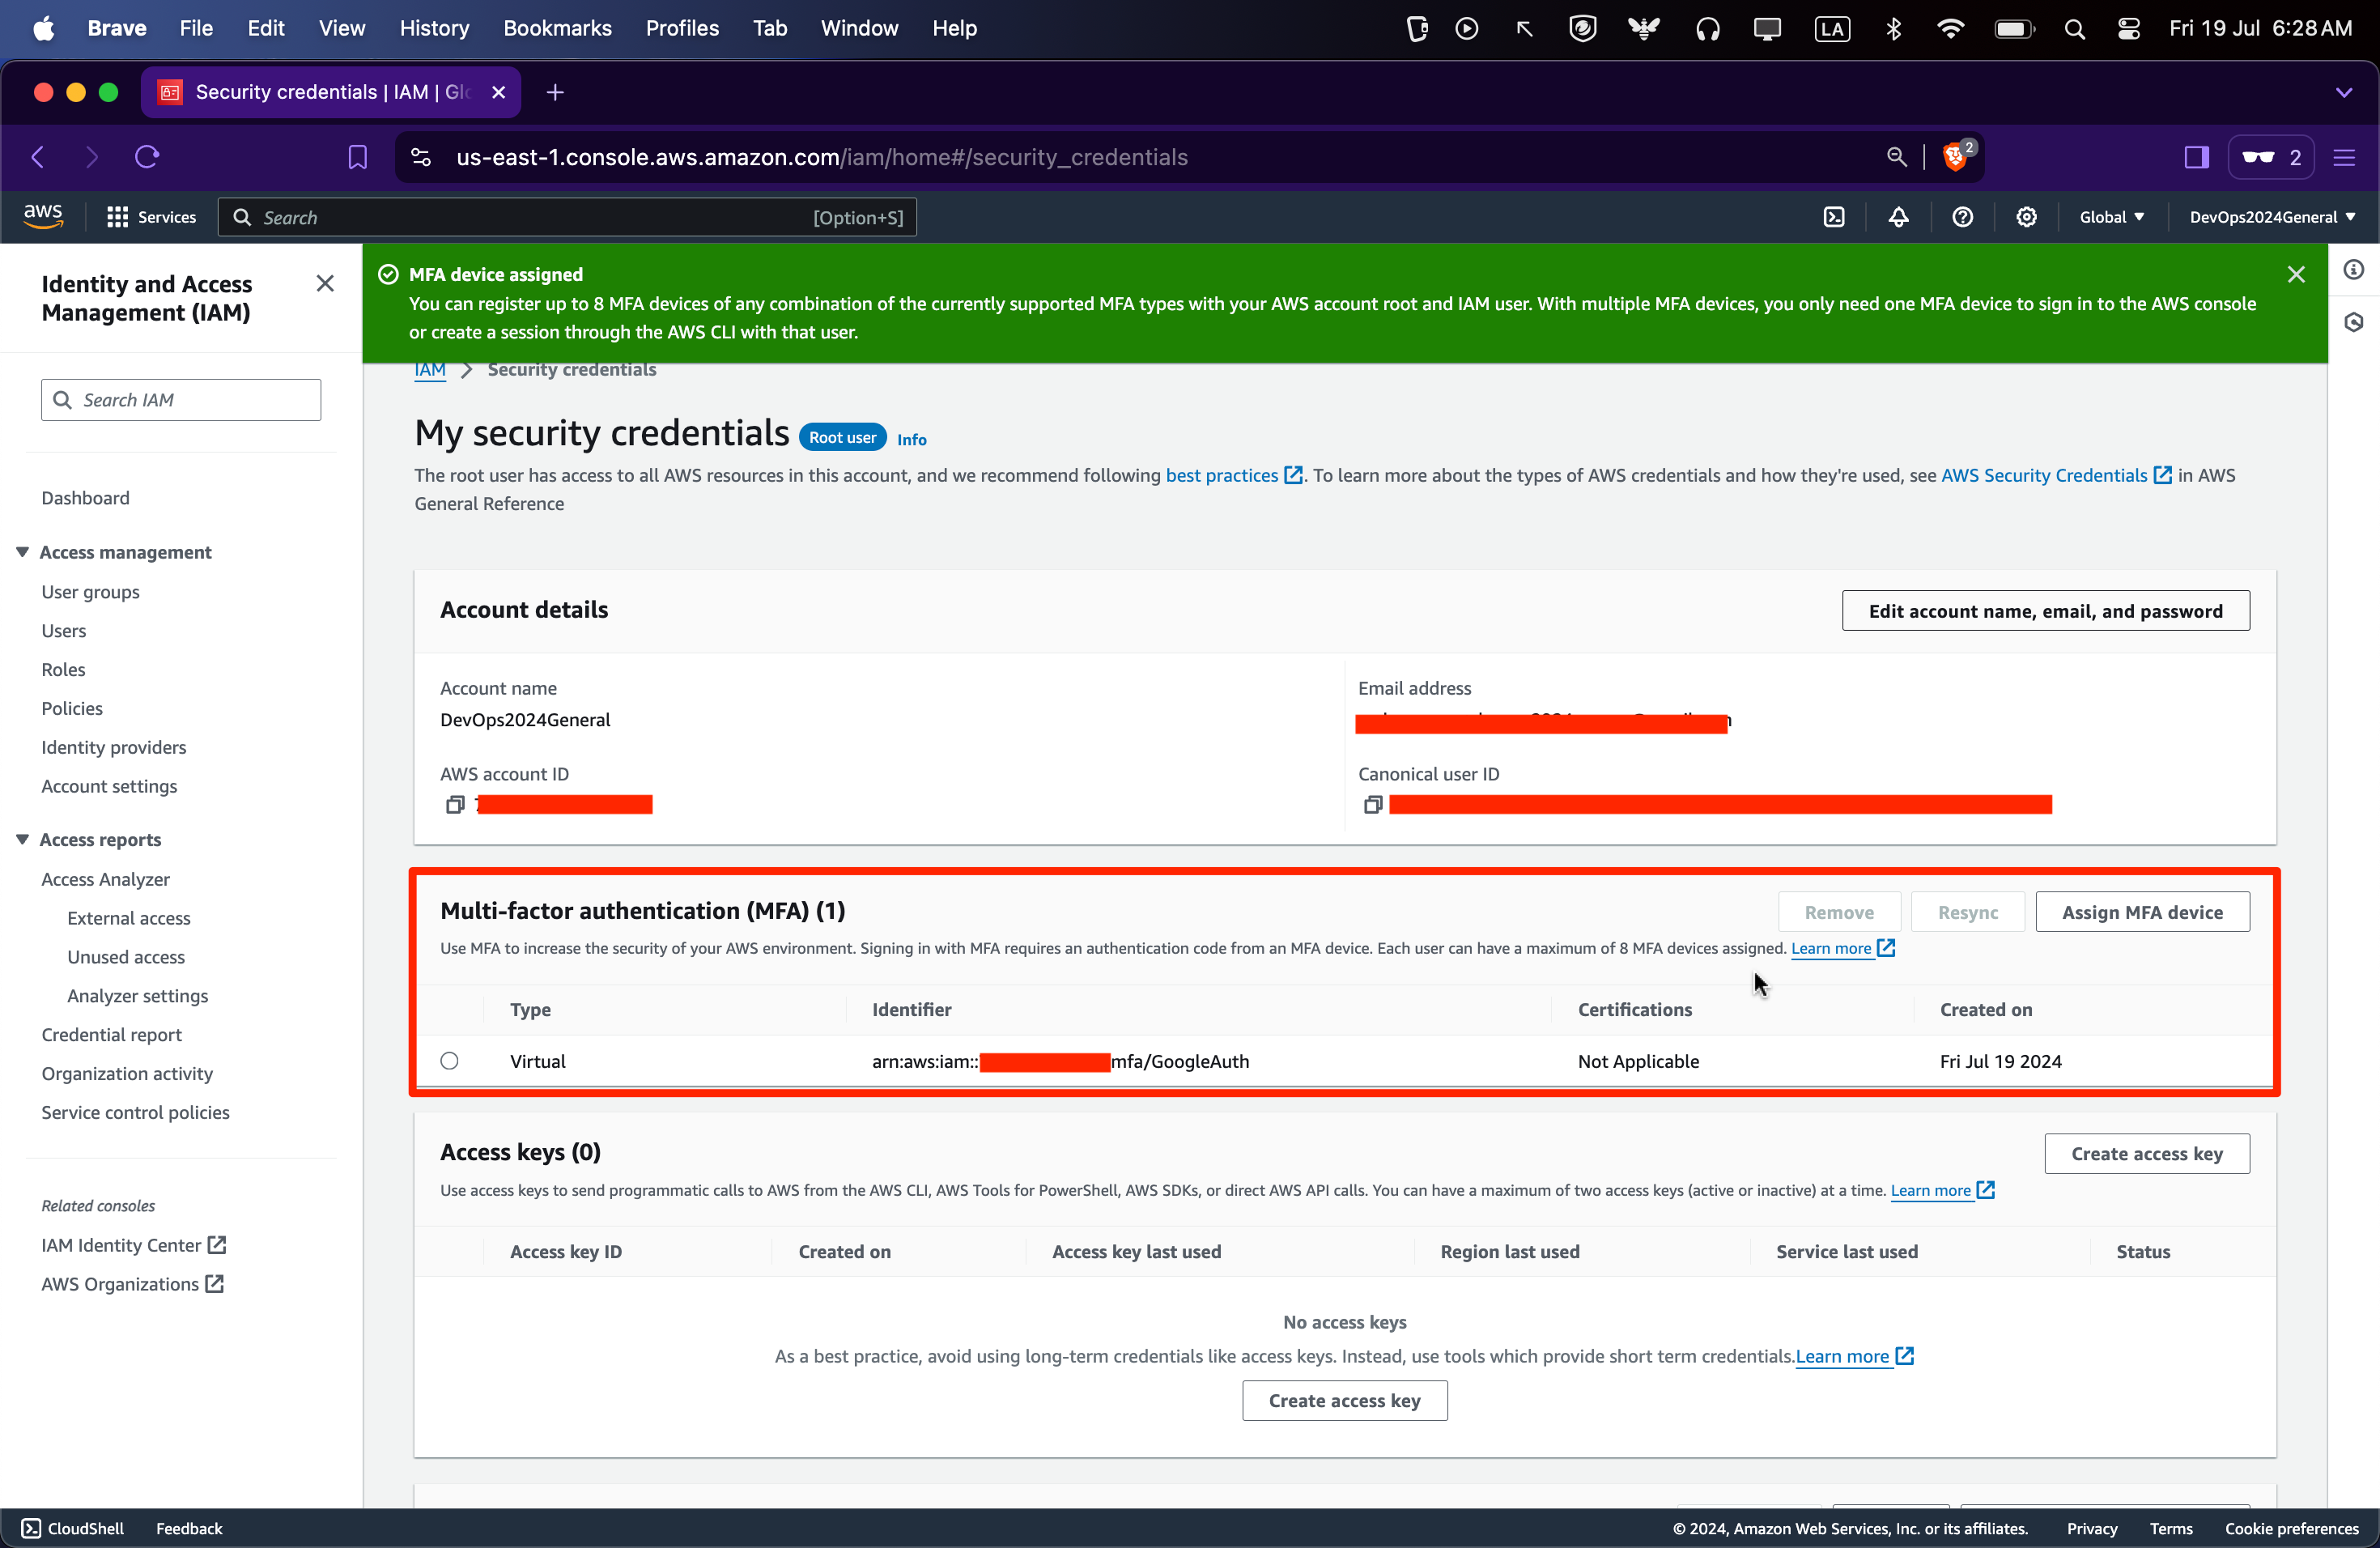 Brave File Edit View History Bookmarks Profiles Tab Window Help LA Fri 19 Jul 6:28 AM
Security credentials | IAM | Glo
us-east-1.console.aws.amazon.com/iam/home#/security_credentials 2 2
aws Services Search [Option+S] Global DevOps2024General
Identity and Access
Management (IAM)
Search IAM
Dashboard
Access management
User groups
Users
Roles
Policies
Identity providers
Account settings
Access reports
Access Analyzer
External access
Unused access
Analyzer settings
Credential report
Organization activity
Service control policies
Related consoles
IAM Identity Center
AWS Organizations
MFA device assigned
You can register up to 8 MFA devices of any combination of the currently supported MFA types with your AWS account root and IAM user. With multiple MFA devices, you only need one MFA device to sign in to the AWS console
or create a session through the AWS CLI with that user.
IAM > Security credentials
My security credentials Root user Info
The root user has access to all AWS resources in this account, and we recommend following best practices. To learn more about the types of AWS credentials and how they're used, see AWS Security Credentials in AWS
General Reference
Account details Edit account name, email, and password
Account name
DevOps2024General
Email address
AWS account ID
Canonical user ID
Multi-factor authentication (MFA) (1) Remove Resync Assign MFA device
Use MFA to increase the security of your AWS environment. Signing in with MFA requires an authentication code from an MFA device. Each user can have a maximum of 8 MFA devices assigned. Learn more
Type Identifier Certifications Created on
Virtual arn:aws:iam:: mfa/GoogleAuth Not Applicable Fri Jul 19 2024
Access keys (0) Create access key
Use access keys to send programmatic calls to AWS from the AWS CLI, AWS Tools for PowerShell, AWS SDKs, or direct AWS API calls. You can have a maximum of two access keys (active or inactive) at a time. Learn more
Access key ID Created on Access key last used Region last used Service last used Status
No access keys
As a best practice, avoid using long-term credentials like access keys. Instead, use tools which provide short term credentials. Learn more
Create access key
CloudShell Feedback © 2024, Amazon Web Services, Inc. or its affiliates. Privacy Terms Cookie preferences